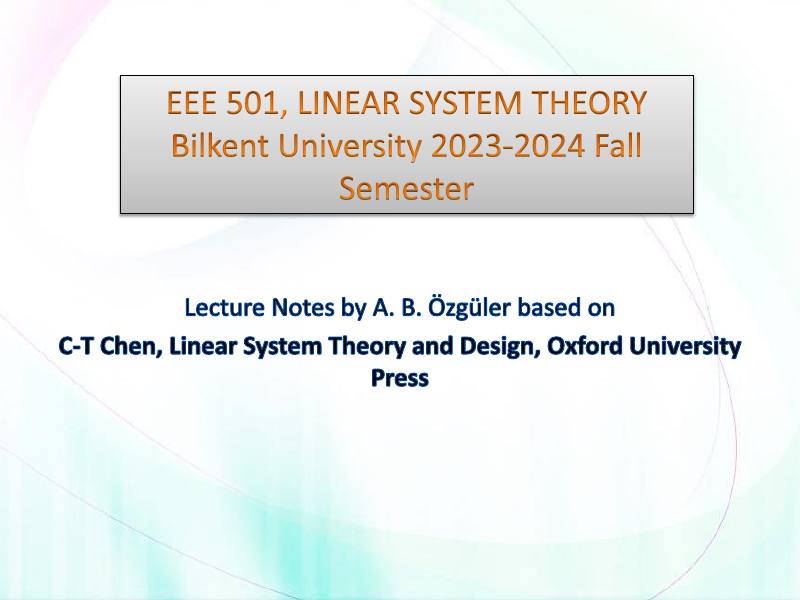 EEE 501, LINEAR SYSTEM THEORY
Bilkent University 2023-2024 Fall
Semester
Lecture Notes by A. B. Özgüler based on
C-T Chen, Linear System Theory and Design, Oxford University
Press